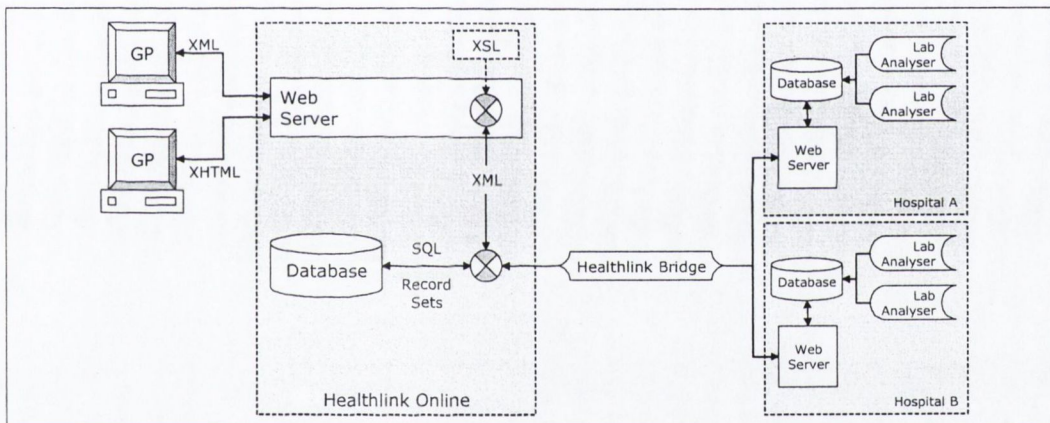 GP
XML
GP
XHTML
XSL
Web
Server
XML
Database
SQL
Record
Sets
Healthlink Online
Healthlink Bridge
Lab
Analyser
Database
Lab
Analyser
Web
Server
Hospital A
Lab
Analyser
Database
Lab
Analyser
Web
Server
Hospital B